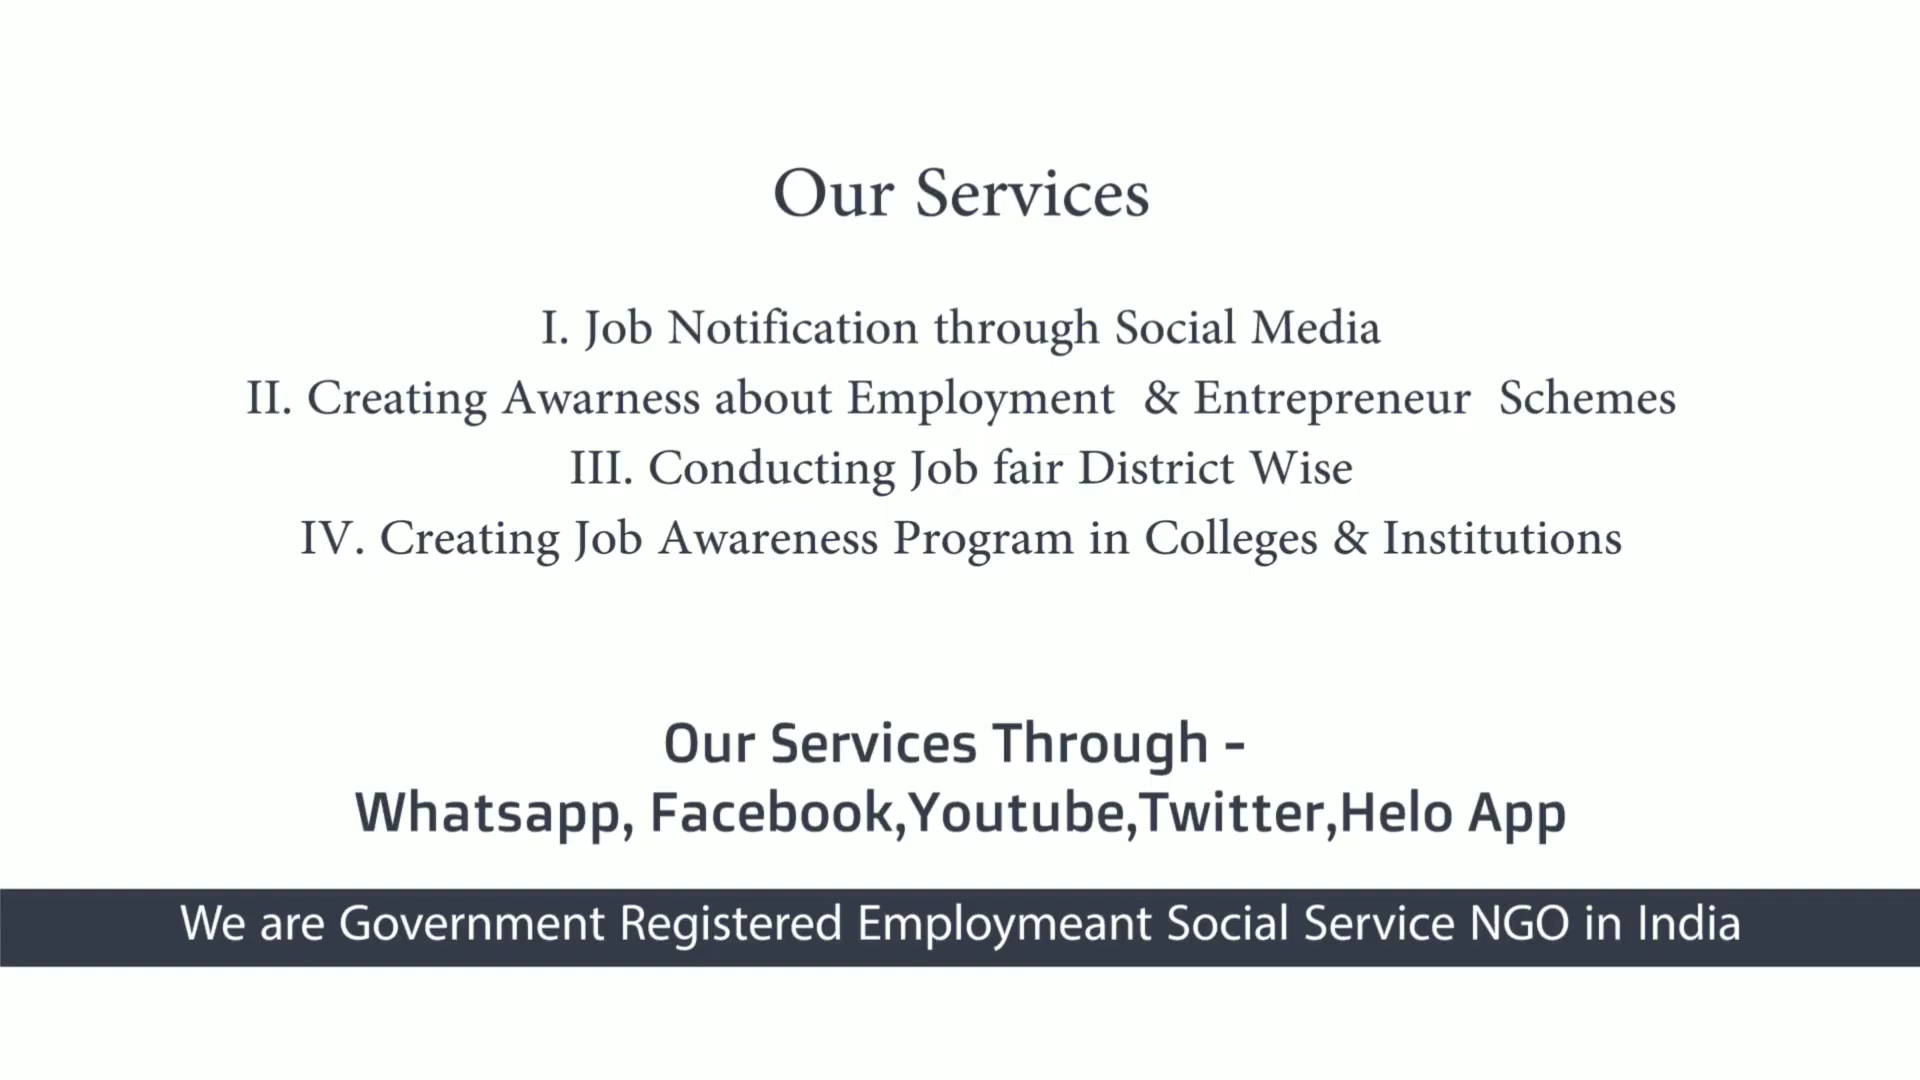 Our Services
I. Job Notification through Social Media
II. Creating Awarness about Employment & Entrepreneur Schemes
III. Conducting Job fair District Wise
IV. Creating Job Awareness Program in Colleges & Institutions
Our Services Through -
Whatsapp, Facebook,Youtube,Twitter,Helo App
We are Government Registered Employmeant Social Service NGO in India